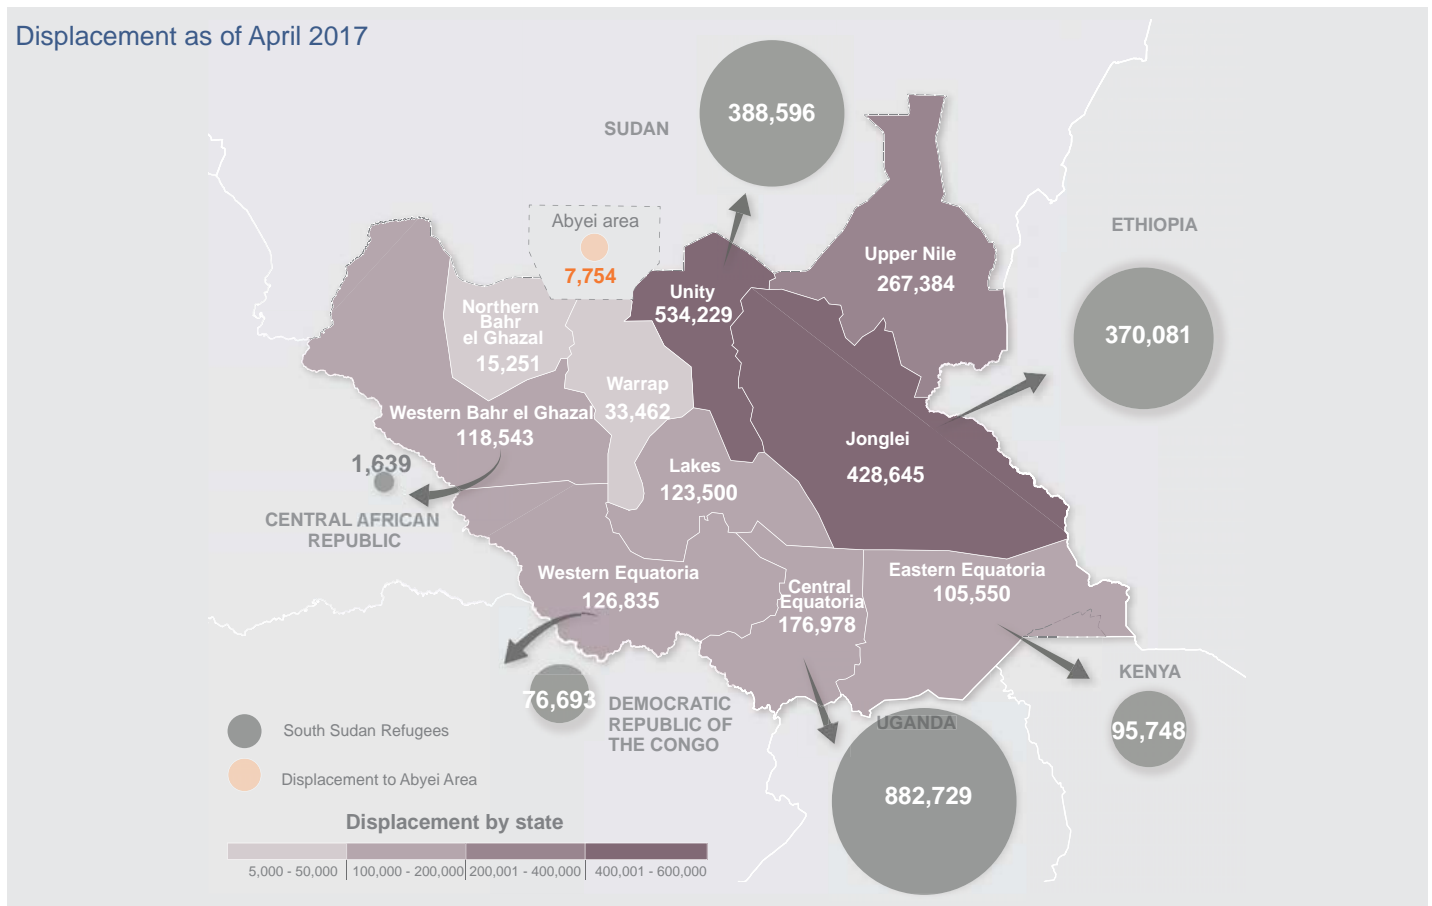 Displacement as of April 2017
388,596
SUDAN
Abyei area
7,754
ETHIOPIA
Upper Nile
267,384
Unity
534,229
Northern
Bahr
el Ghazal
15,251
370,081
Warrap
33,462
Western Bahr el Ghazal
118,543
Jonglei
428,645
1,639
Lakes
123,500
CENTRAL AFRICAN
REPUBLIC
Western Equatoria
126,835
Central
Equatoria
176,978
Eastern Equatoria
105,550
KENYA
95,748
76,693
DEMOCRATIC
REPUBLIC OF
THE CONGO
UGANDA
882,729
South Sudan Refugees
Displacement to Abyei Area
Displacement by state
5,000 - 50,000
100,000 - 200,000
200,001 - 400,000
400,001 - 600,000